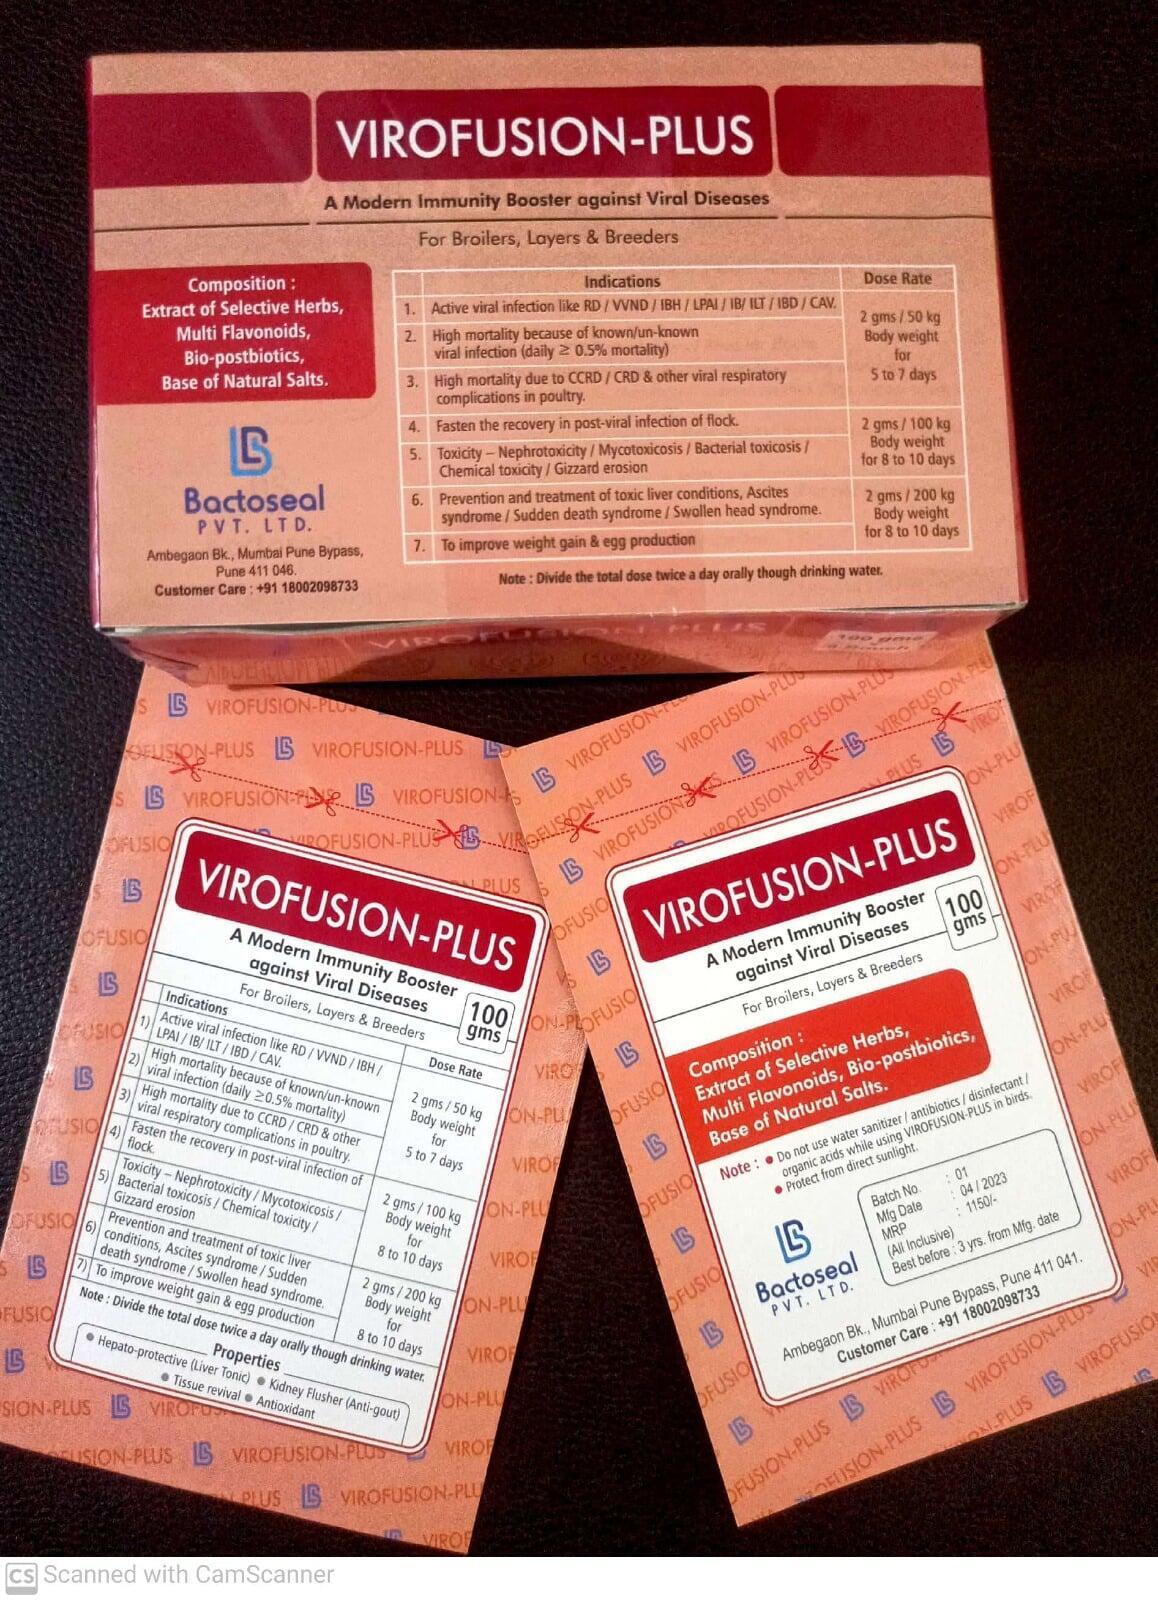 VIROFUSION-PLUS
A Modern Immunity Booster against Viral Diseases
For Broilers, Layers & Breeders
Composition :
Extract of Selective Herbs,
Multi Flavonoids,
Bio-postbiotics,
Base of Natural Salts.
Bactoseal
PVT. LTD.
Ambegaon Bk., Mumbai Pune Bypass,
Pune 411 046.
Customer Care : +91 18002098733
Indications Dose Rate
1. Active viral infection like RD / VVND / IBH / LPAI / IB/ ILT / IBD / CAV.
2. High mortality because of known/un-known
viral infection (daily ≥ 0.5% mortality)
3. High mortality due to CCRD / CRD & other viral respiratory
complications in poultry.
2 gms / 50 kg
Body weight
for
5 to 7 days
4. Fasten the recovery in post-viral infection of flock.
5. Toxicity – Nephrotoxicity / Mycotoxicosis / Bacterial toxicosis /
Chemical toxicity / Gizzard erosion
2 gms / 100 kg
Body weight
for 8 to 10 days
6. Prevention and treatment of toxic liver conditions, Ascites
syndrome / Sudden death syndrome / Swollen head syndrome.
7. To improve weight gain & egg production
2 gms / 200 kg
Body weight
for 8 to 10 days
Note : Divide the total dose twice a day orally though drinking water.
VIROFUSION-PLUS
100 gms
VIROFUSION-PLUS
A Modern Immunity Booster
against Viral Diseases
For Broilers, Layers & Breeders
100
gms
Indications
Dose Rate
1) Active viral infection like RD / VVND / IBH /
LPAI / IB/ ILT / IBD / CAV.
2) High mortality because of known/un-known
viral infection (daily ≥0.5% mortality)
3) High mortality due to CCRD / CRD & other
viral respiratory complications in poultry.
2 gms / 50 kg
Body weight
for
5 to 7 days
4) Fasten the recovery in post-viral infection of
flock.
5) Toxicity – Nephrotoxicity / Mycotoxicosis /
Bacterial toxicosis / Chemical toxicity /
Gizzard erosion
2 gms / 100 kg
Body weight
for
8 to 10 days
6) Prevention and treatment of toxic liver
conditions, Ascites syndrome / Sudden
death syndrome / Swollen head syndrome.
7) To improve weight gain & egg production
2 gms / 200 kg
Body weight
for
8 to 10 days
Note : Divide the total dose twice a day orally though drinking water.
Properties
● Hepato-protective (Liver Tonic) ● Kidney Flusher (Anti-gout)
● Tissue revival ● Antioxidant
VIROFUSION-PLUS
A Modern Immunity Booster
against Viral Diseases
For Broilers, Layers & Breeders
100
gms
Composition :
Extract of Selective Herbs,
Multi Flavonoids, Bio-postbiotics,
Base of Natural Salts.
Note : ● Do not use water sanitizer / antibiotics / disinfectant /
organic acids while using VIROFUSION-PLUS in birds.
● Protect from direct sunlight.
Batch No. : 01
Mfg Date : 04 / 2023
MRP : 1150/-
(All Inclusive)
Best before : 3 yrs. from Mfg. date
Bactoseal
PVT. LTD.
Ambegaon Bk., Mumbai Pune Bypass, Pune 411 041.
Customer Care : +91 18002098733
CS Scanned with CamScanner